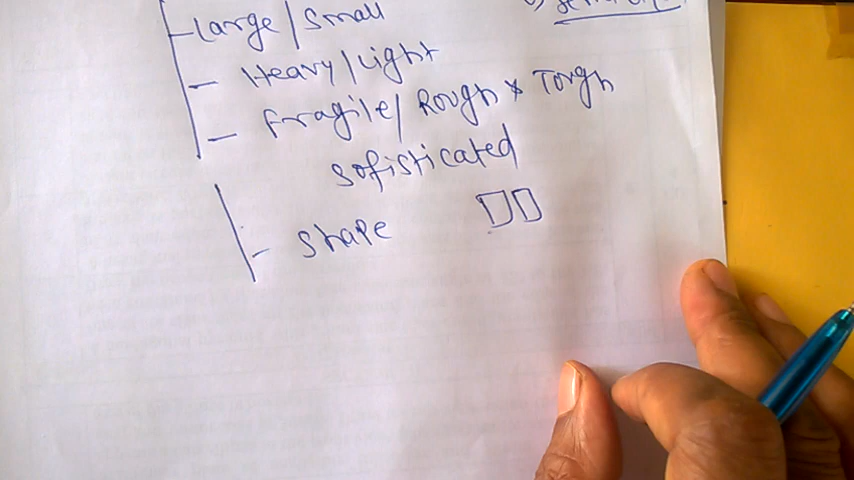 - Large/Small
- Heavy/Light
- Fragile/Rough & Tough
Sofisticated
- Shape